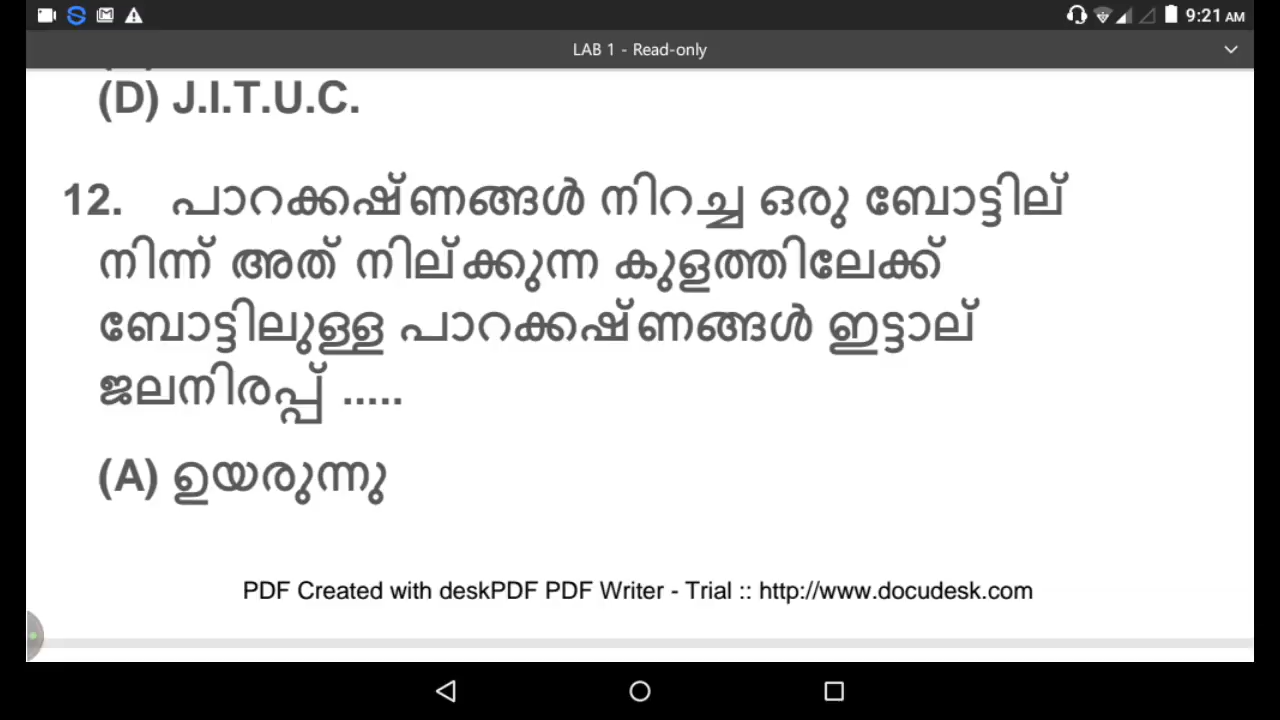 9:21 AM
LAB 1 - Read-only
(D) J.I.T.U.C.
12. പാറക്കഷ്ണങ്ങൾ നിറച്ച ഒരു ബോട്ടില്
നിന്ന് അത് നില്ക്കുന്ന കുളത്തിലേക്ക്
ബോട്ടിലുള്ള പാറക്കഷ്ണങ്ങൾ ഇട്ടാല്
ജലനിരപ്പ് .....
(A) ഉയരുന്നു
PDF Created with deskPDF PDF Writer - Trial :: http://www.docudesk.com